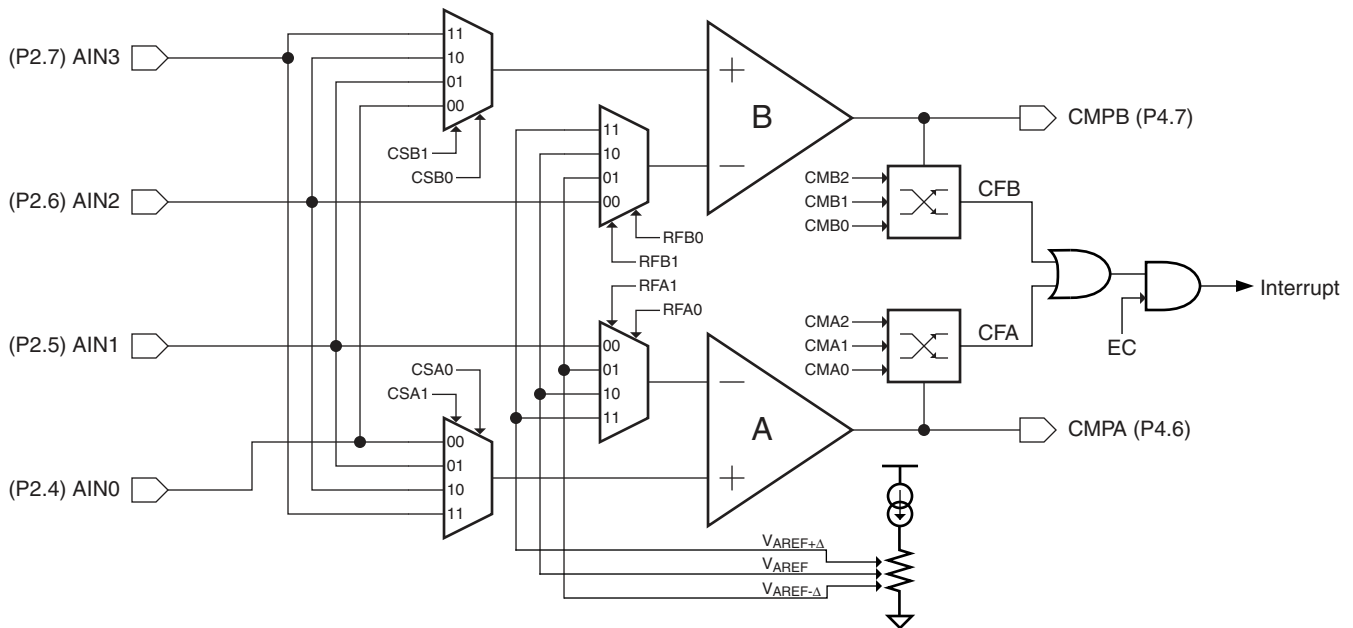 (P2.7) AIN3
11
10
01
00
CSB1
CSB0
+
−
B
CMPB (P4.7)
11
10
01
00
RFB0
RFB1
(P2.6) AIN2
CMB2
CMB1
CMB0
CFB
Interrupt
EC
RFA1
RFA0
(P2.5) AIN1
00
01
10
11
CMA2
CMA1
CMA0
CFA
CSA0
CSA1
−
+
A
CMPA (P4.6)
00
01
10
11
(P2.4) AIN0
VAREF+Δ
VAREF
VAREF-Δ